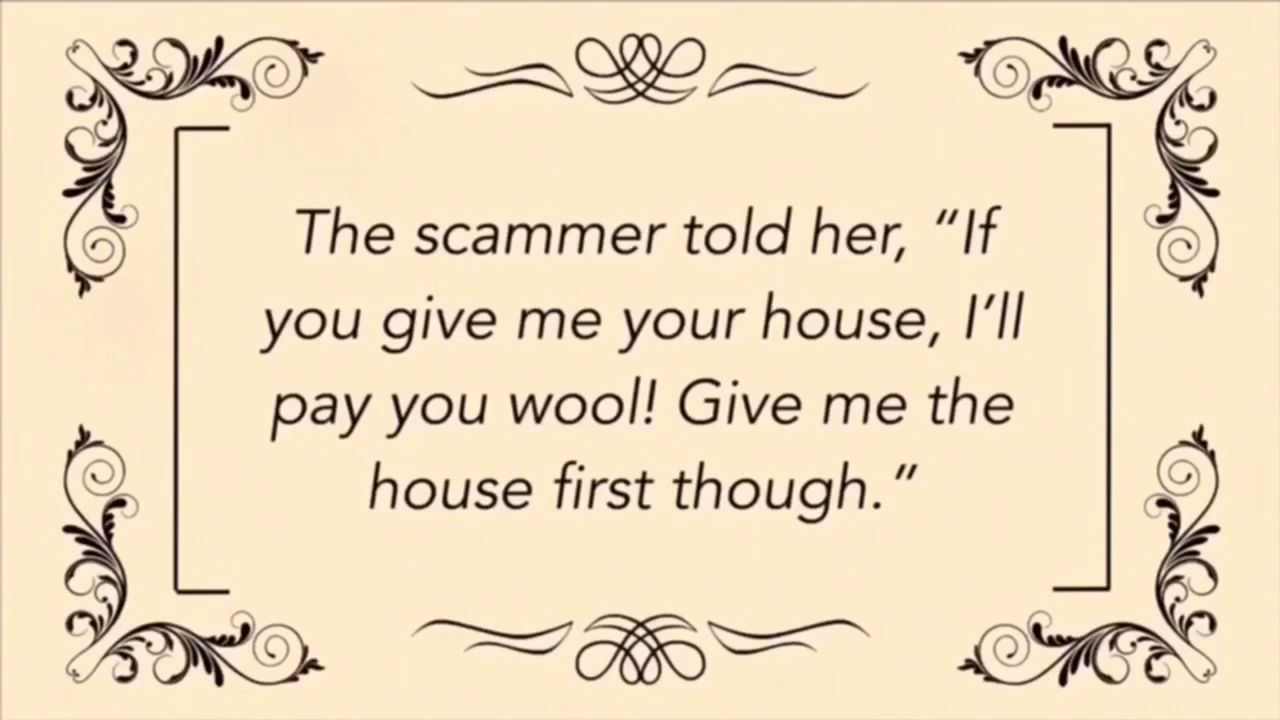 The scammer told her, “If
you give me your house, I’ll
pay you wool! Give me the
house first though.”